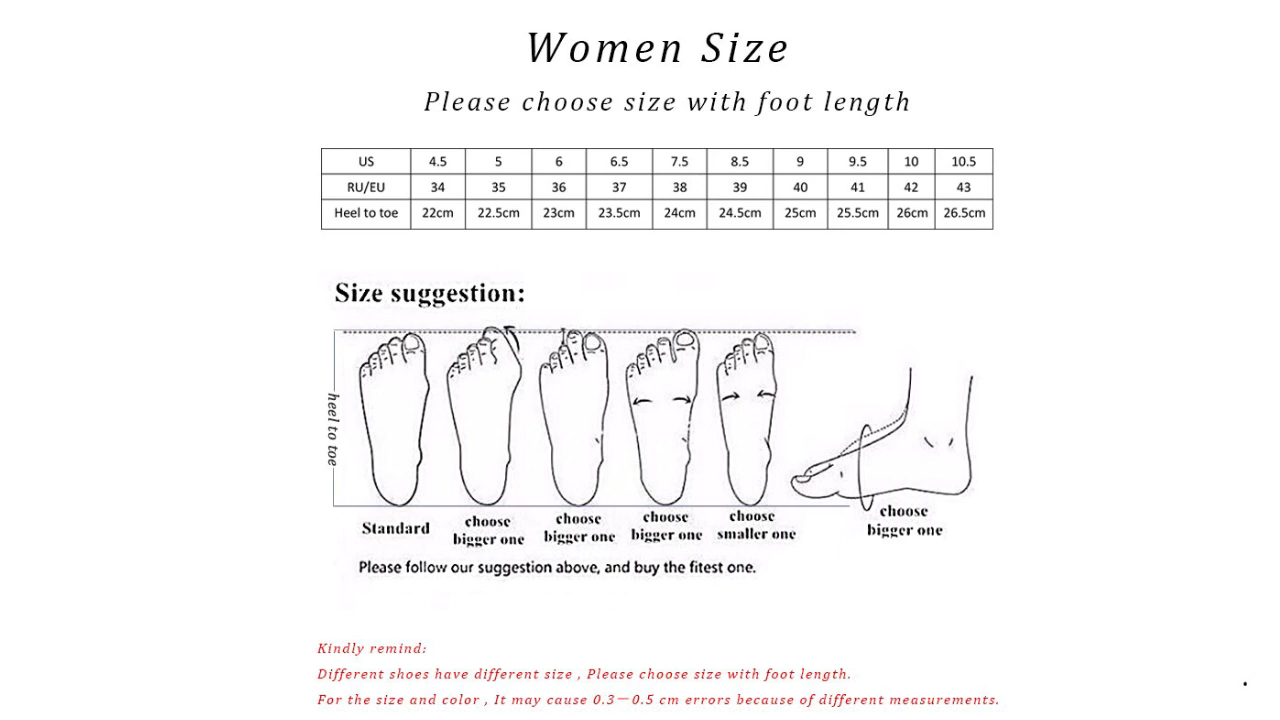 Women Size
Please choose size with foot length
US 4.5 5 6 6.5 7.5 8.5 9 9.5 10 10.5
RU/EU 34 35 36 37 38 39 40 41 42 43
Heel to toe 22cm 22.5cm 23cm 23.5cm 24cm 24.5cm 25cm 25.5cm 26cm 26.5cm
Size suggestion:
heel to toe
Standard
choose
bigger one
choose
bigger one
choose
bigger one
choose
smaller one
choose
bigger one
Please follow our suggestion above, and buy the fitest one.
Kindly remind:
Different shoes have different size , Please choose size with foot length.
For the size and color , It may cause 0.3—0.5 cm errors because of different measurements.